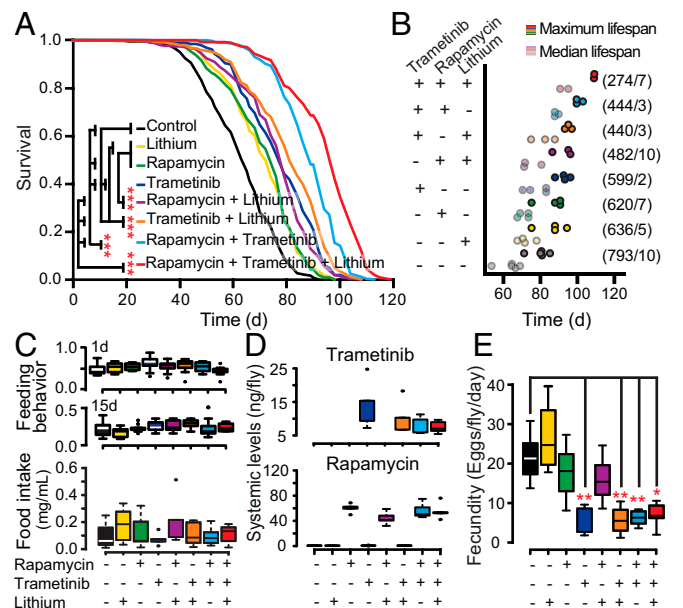 A
Survival
1.0
0.8
0.6
0.4
0.2
0.0
0 20 40 60 80 100 120
Time (d)
Control
Lithium
Rapamycin
Trametinib
Rapamycin + Lithium
Trametinib + Lithium
Rapamycin + Trametinib
Rapamycin + Trametinib + Lithium
***
***
**
***
B
Trametinib
Rapamycin
Lithium
Maximum lifespan
Median lifespan
+ + + (274/7)
+ + - (444/3)
+ - + (440/3)
- + + (482/10)
+ - - (599/2)
- + - (620/7)
- - + (636/5)
- - - (793/10)
60 80 100 120
Time (d)
C
Feeding behavior
1.0
0.0
1d
0.5
0.0
15d
Food intake (mg/mL)
0.6
0.4
0.2
0.0
Rapamycin - - + - + - + +
Trametinib - - - + - + + +
Lithium - + - - + + - +
D
Systemic levels (ng/fly)
Trametinib
25
15
5
Rapamycin
120
80
40
0
- - + - + - + +
- - - + - + + +
- + - - + + - +
E
Fecundity (Eggs/fly/day)
40
30
20
10
0
** ** ** *
- - + - + - + +
- - - + - + + +
- + - - + + - +